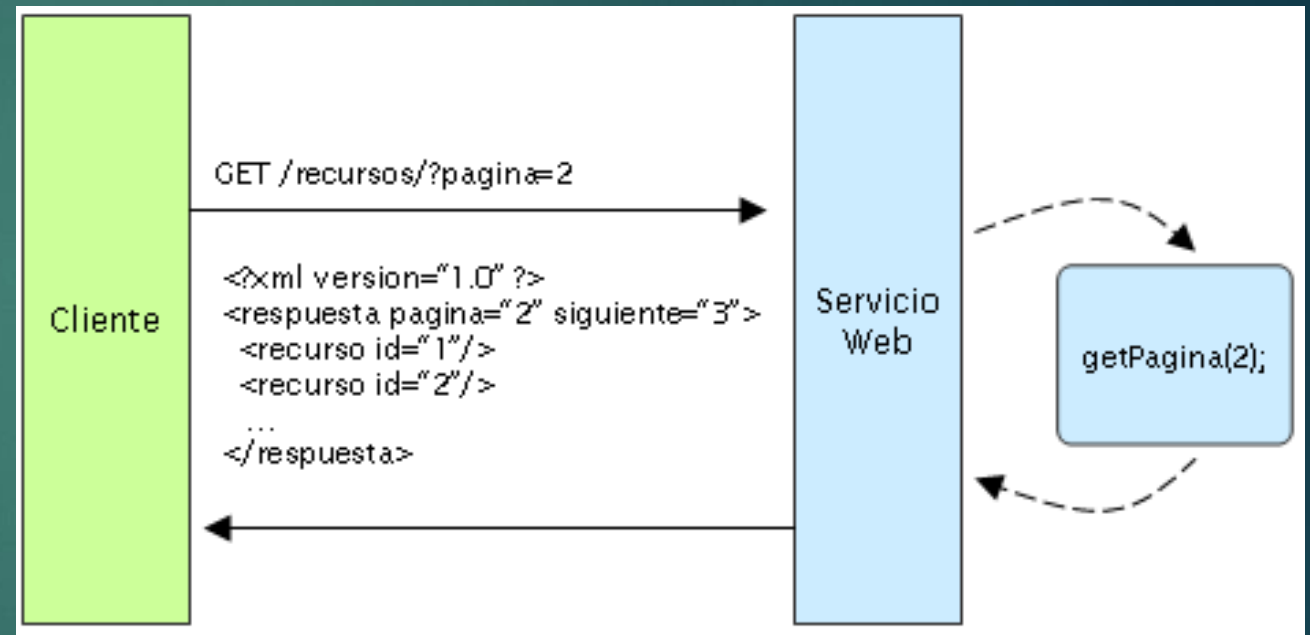 Cliente
GET /recursos/?pagina=2
<?xml version="1.0" ?>
<respuesta pagina="2" siguiente="3">
<recurso id="1"/>
<recurso id="2"/>
...
</respuesta>
Servicio
Web
getPagina(2);